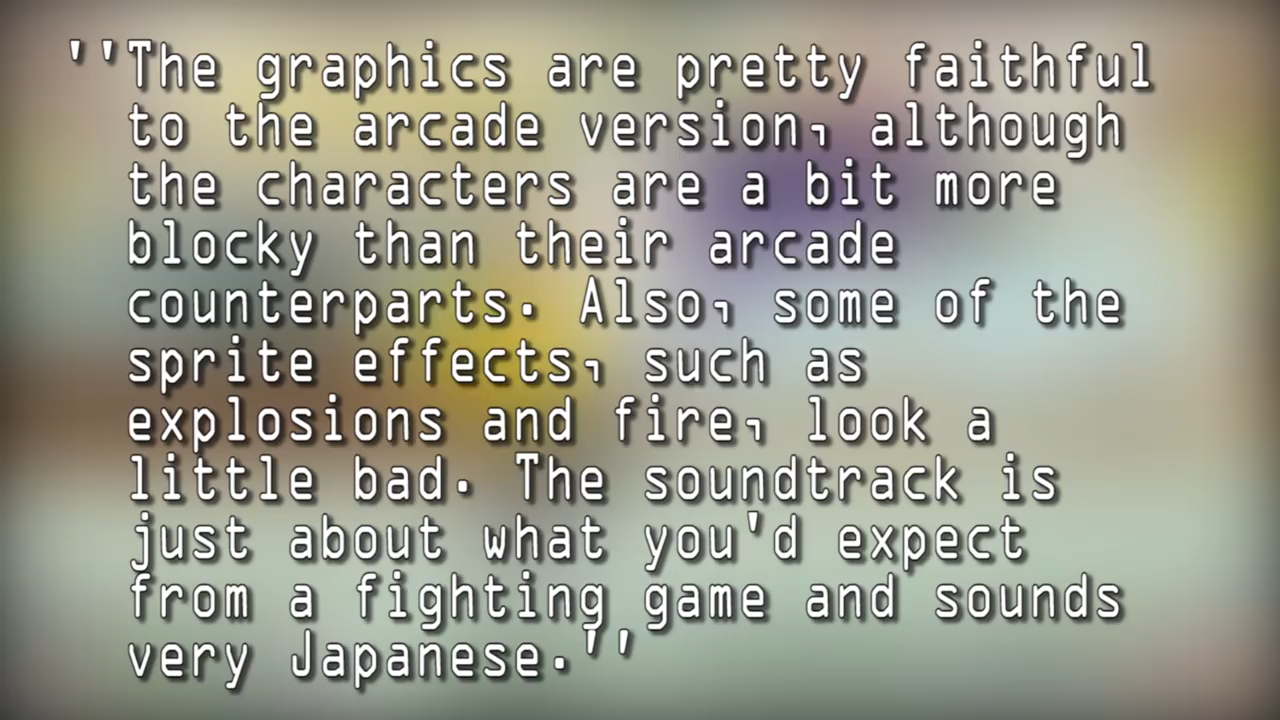 ''The graphics are pretty faithful
to the arcade version, although
the characters are a bit more
blocky than their arcade
counterparts. Also, some of the
sprite effects, such as
explosions and fire, look a
little bad. The soundtrack is
just about what you'd expect
from a fighting game and sounds
very Japanese.''